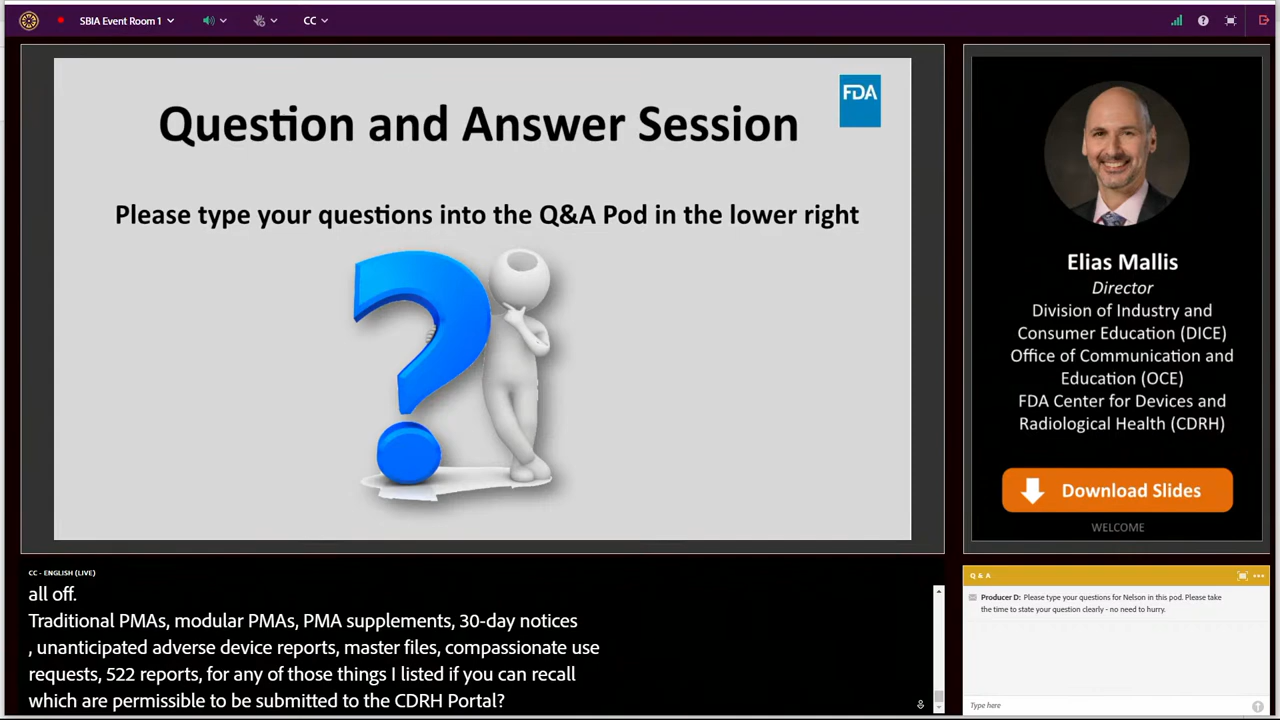 SBIA Event Room 1
CC
FDA
Question and Answer Session
Please type your questions into the Q&A Pod in the lower right
Elias Mallis
Director
Division of Industry and
Consumer Education (DICE)
Office of Communication and
Education (OCE)
FDA Center for Devices and
Radiological Health (CDRH)
Download Slides
WELCOME
CC - ENGLISH (LIVE)
all off.
Traditional PMAs, modular PMAs, PMA supplements, 30-day notices
, unanticipated adverse device reports, master files, compassionate use
requests, 522 reports, for any of those things I listed if you can recall
which are permissible to be submitted to the CDRH Portal?
Q & A
Producer D: Please type your questions for Nelson in this pod. Please take
the time to state your question clearly - no need to hurry.
Type here